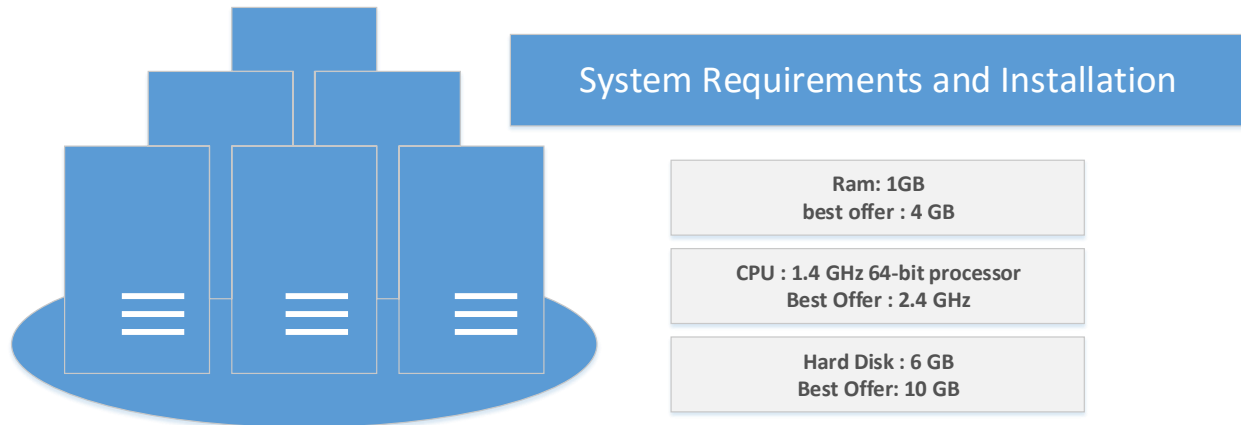 System Requirements and Installation
Ram: 1GB
best offer : 4 GB
CPU : 1.4 GHz 64-bit processor
Best Offer : 2.4 GHz
Hard Disk : 6 GB
Best Offer: 10 GB